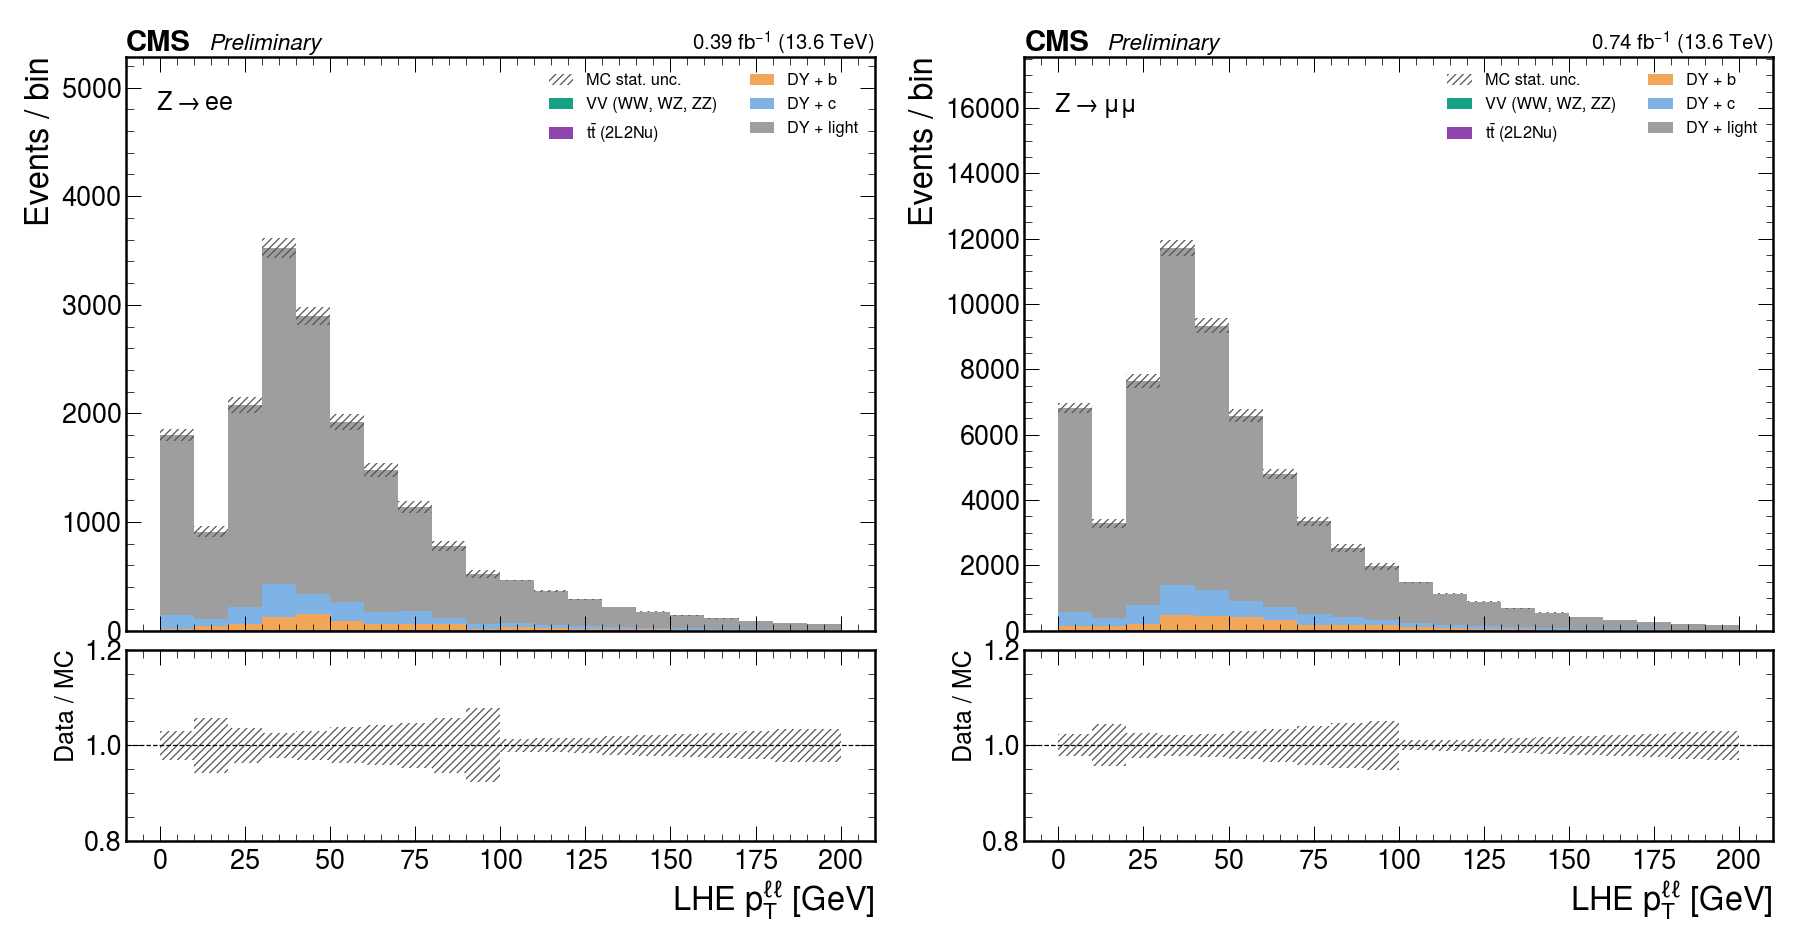 CMS Preliminary 0.39 fb⁻¹ (13.6 TeV)
Events / bin
Z → ee
MC stat. unc.
VV (WW, WZ, ZZ)
tt̄ (2L2Nu)
DY + b
DY + c
DY + light
5000
4000
3000
2000
1000
0
Data / MC
1.2
1.0
0.8
0 25 50 75 100 125 150 175 200
LHE p_T^ℓℓ [GeV]
CMS Preliminary 0.74 fb⁻¹ (13.6 TeV)
Events / bin
Z → μμ
MC stat. unc.
VV (WW, WZ, ZZ)
tt̄ (2L2Nu)
DY + b
DY + c
DY + light
16000
14000
12000
10000
8000
6000
4000
2000
0
Data / MC
1.2
1.0
0.8
0 25 50 75 100 125 150 175 200
LHE p_T^ℓℓ [GeV]